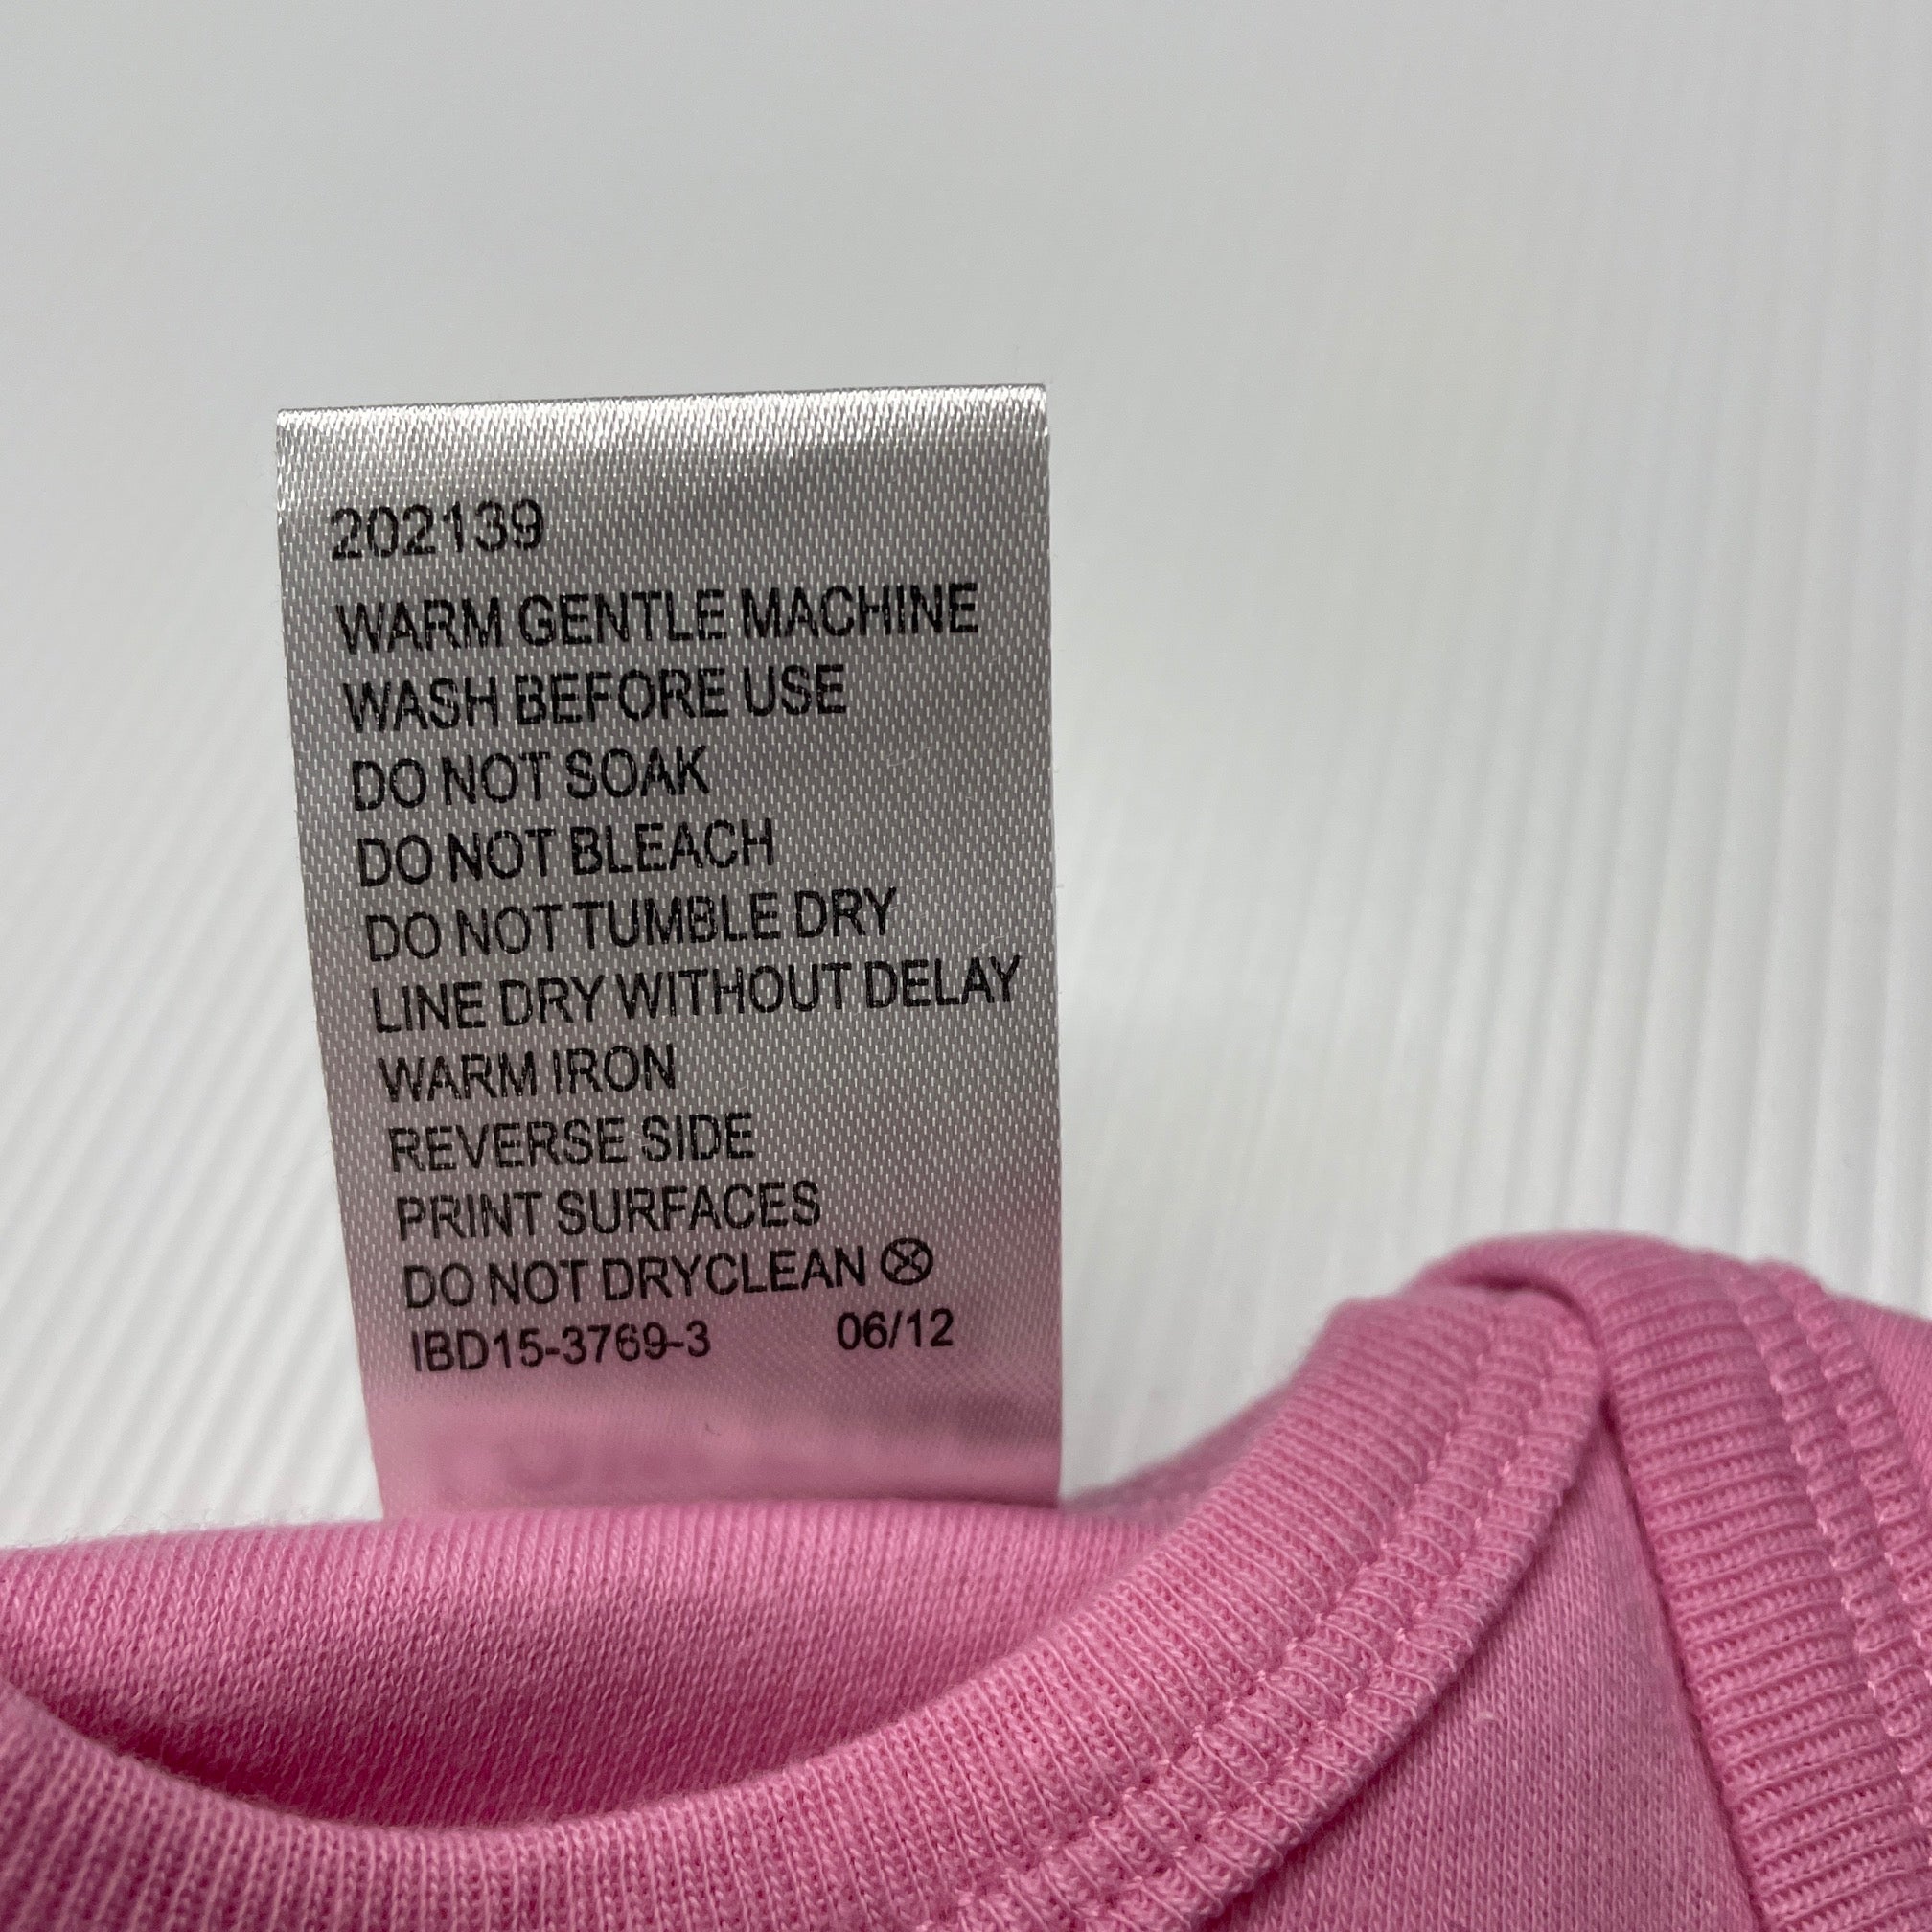 202139
WARM GENTLE MACHINE
WASH BEFORE USE
DO NOT SOAK
DO NOT BLEACH
DO NOT TUMBLE DRY
LINE DRY WITHOUT DELAY
WARM IRON
REVERSE SIDE
PRINT SURFACES
DO NOT DRYCLEAN
IBD15-3769-3 06/12